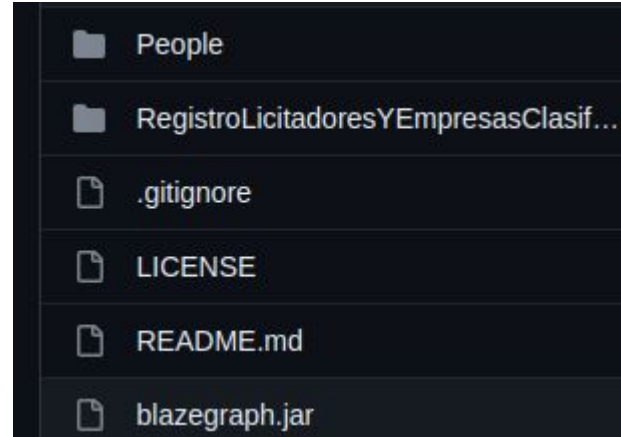 People
RegistroLicitadoresYEmpresasClasif...
.gitignore
LICENSE
README.md
blazegraph.jar